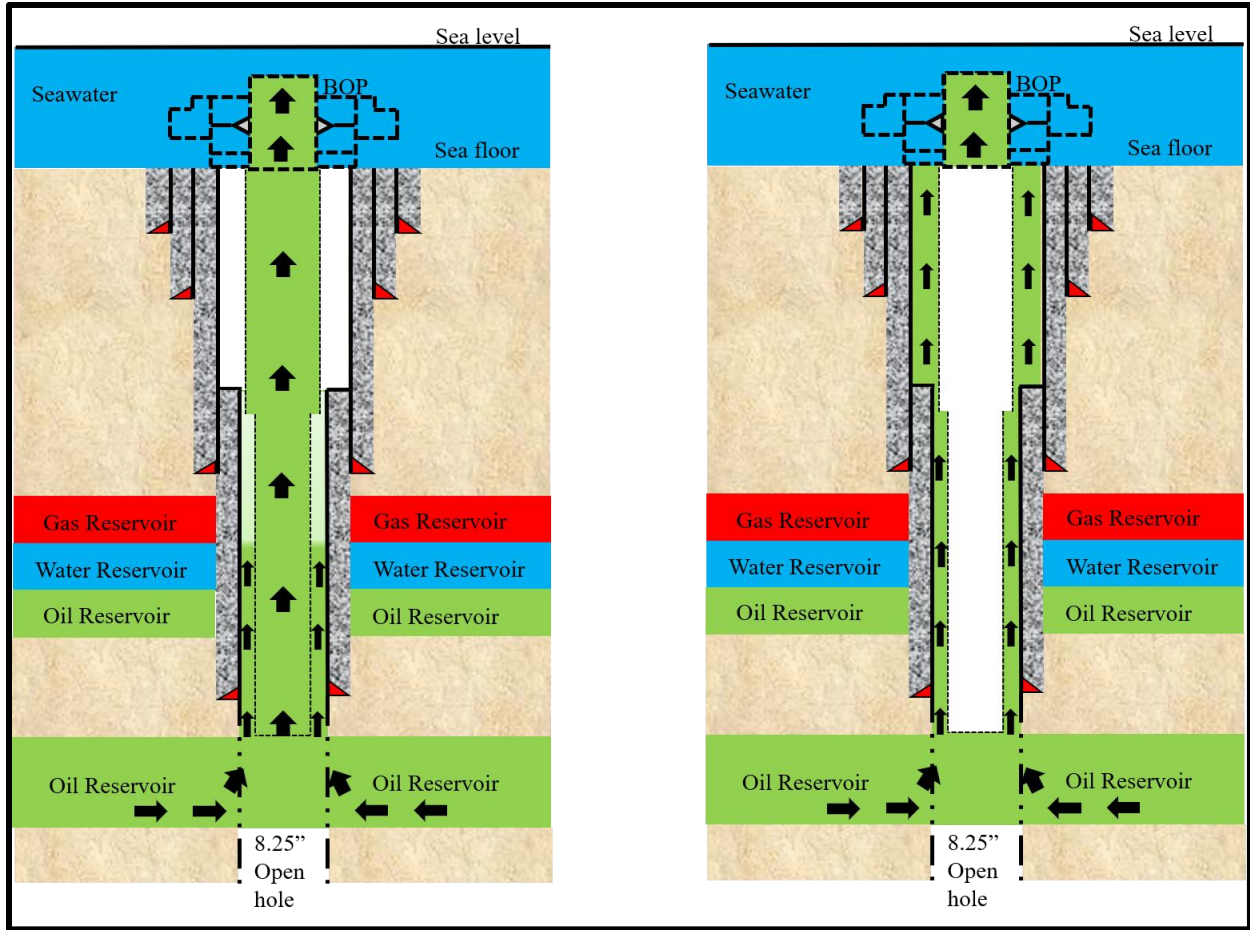 Sea level
BOP
Seawater
Sea floor
Gas Reservoir
Gas Reservoir
Water Reservoir
Water Reservoir
Oil Reservoir
Oil Reservoir
Oil Reservoir
Oil Reservoir
8.25”
Open
hole
Sea level
BOP
Seawater
Sea floor
Gas Reservoir
Gas Reservoir
Water Reservoir
Water Reservoir
Oil Reservoir
Oil Reservoir
Oil Reservoir
Oil Reservoir
8.25”
Open
hole